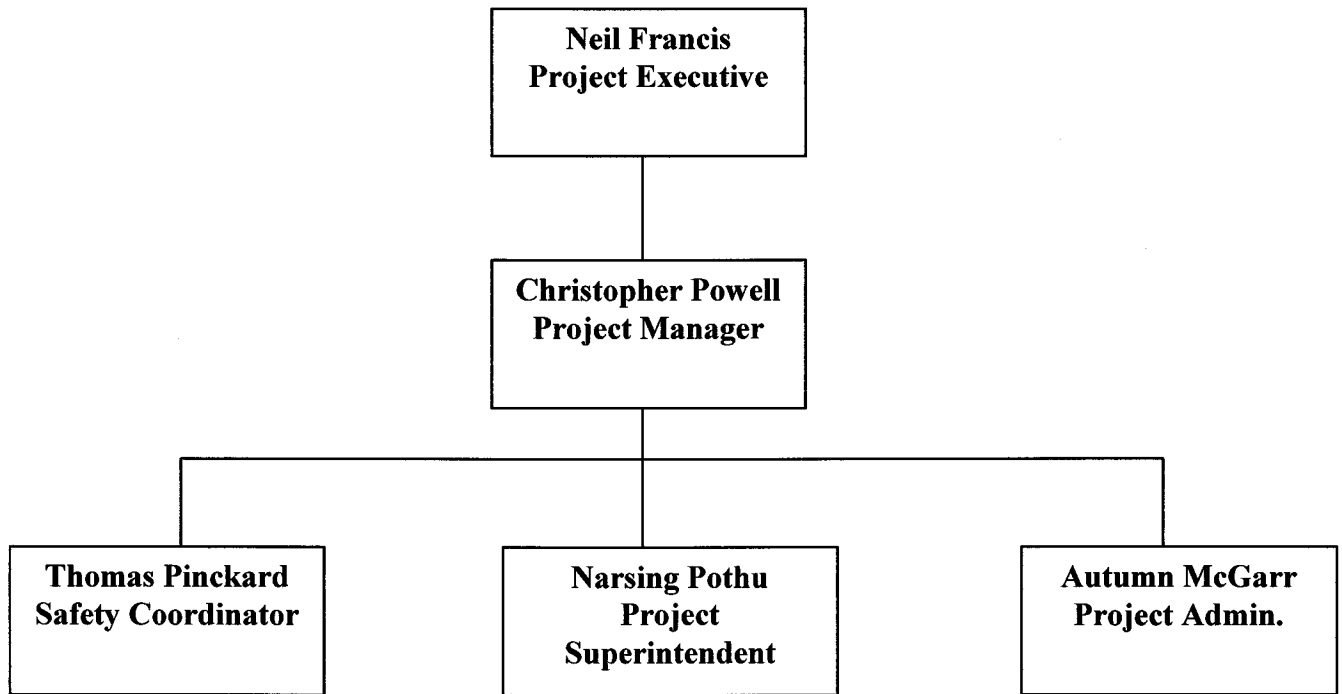 Neil Francis
Project Executive
Christopher Powell
Project Manager
Thomas Pinckard
Safety Coordinator
Narsing Pothu
Project
Superintendent
Autumn McGarr
Project Admin.